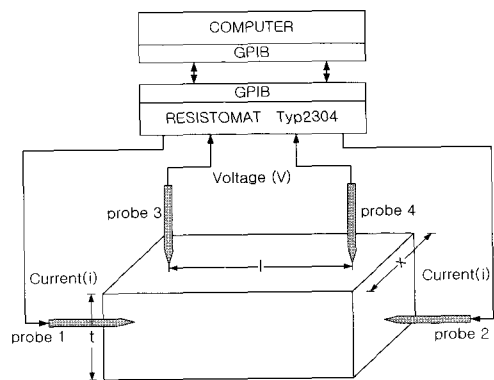 COMPUTER
GPIB
GPIB
RESISTOMAT Typ2304
Voltage (V)
probe 3
probe 4
l
x
Current(i)
Current(i)
probe 1
t
probe 2